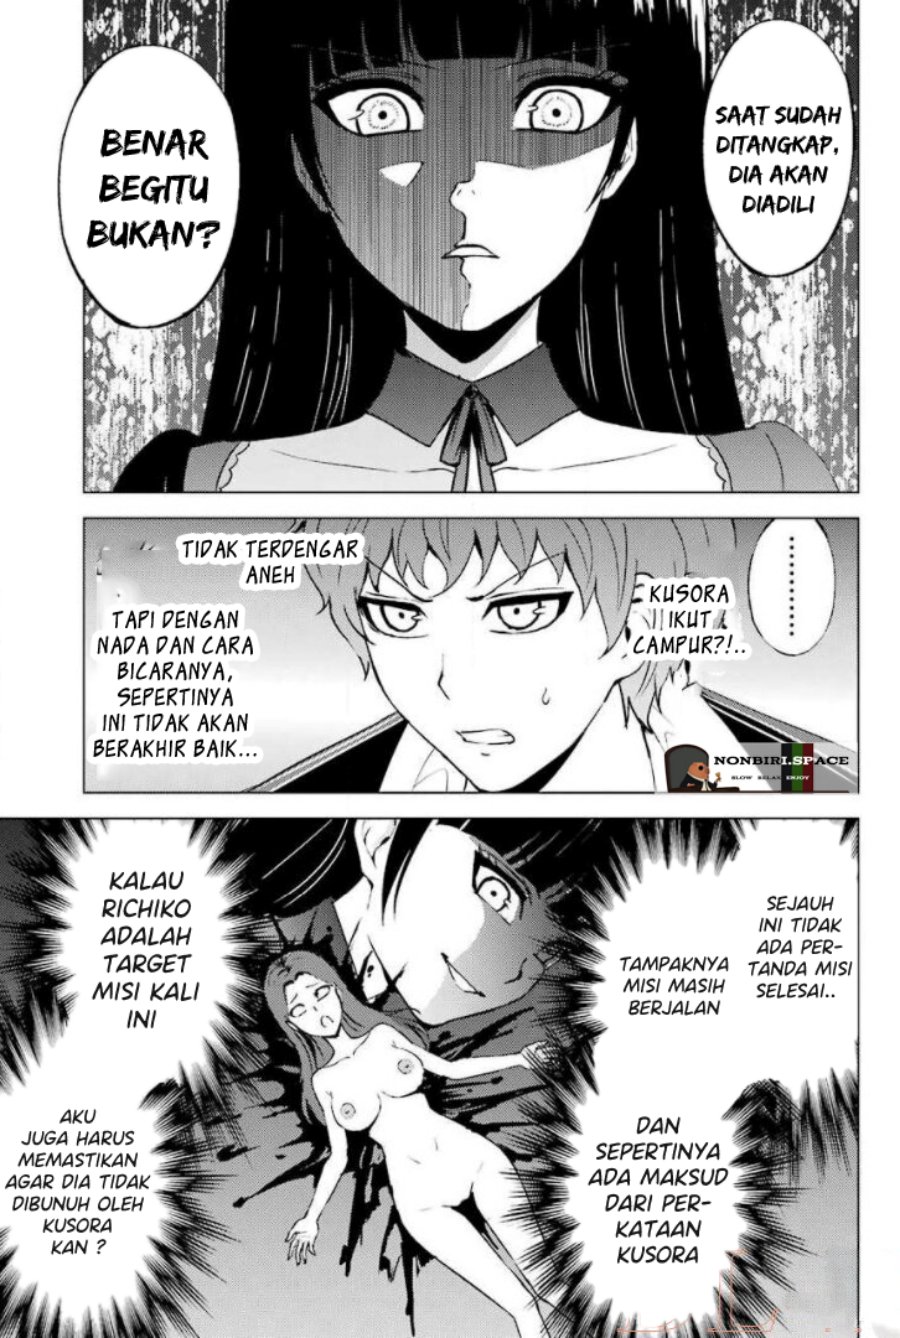 SAAT SUDAH
DITANGKAP,
DIA AKAN
DIADILI
BENAR
BEGITU
BUKAN?
.........
KUSORA
IKUT
CAMPUR?!..
TIDAK TERDENGAR
ANEH
TAPI DENGAN
NADA DAN CARA
BICARANYA,
SEPERTINYA
INI TIDAK AKAN
BERAKHIR BAIK...
NONBIRI.SPACE
SLOW RELAX ENJOY
SEJAUH
INI TIDAK
ADA PER-
TANDA MISI
SELESAI..
TAMPAKNYA
MISI MASIH
BERJALAN
DAN
SEPERTINYA
ADA MAKSUD
DARI PER-
KATAAN
KUSORA
KALAU
RICHIKO
ADALAH
TARGET
MISI KALI
INI
AKU
JUGA HARUS
MEMASTIKAN
AGAR DIA TIDAK
DIBUNUH OLEH
KUSORA
KAN ?